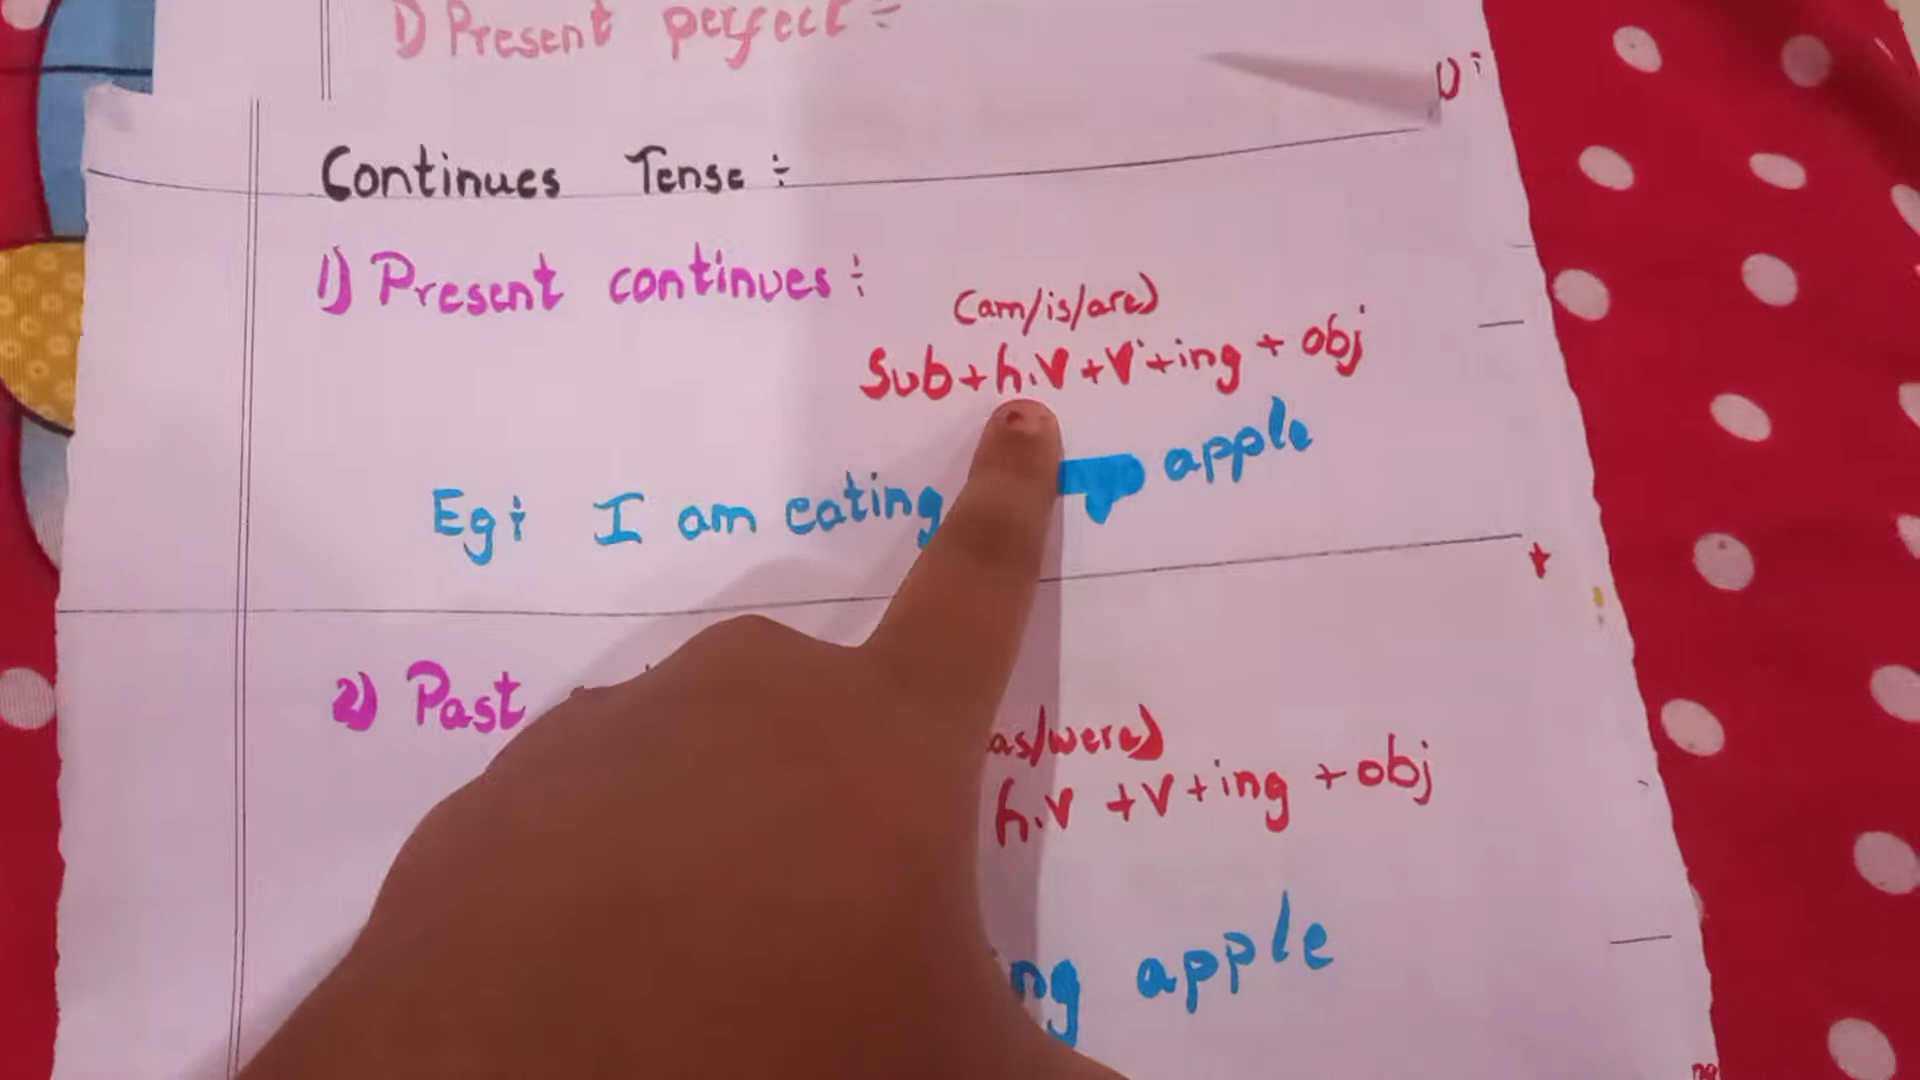 1) Present perfect :-
Continues Tense :-
1) Present continues :-
(am/is/are)
Sub+h.v+v+ing + obj
Eg: I am eating apple
2) Past
as/were)
h.v +v+ing +obj
ng apple